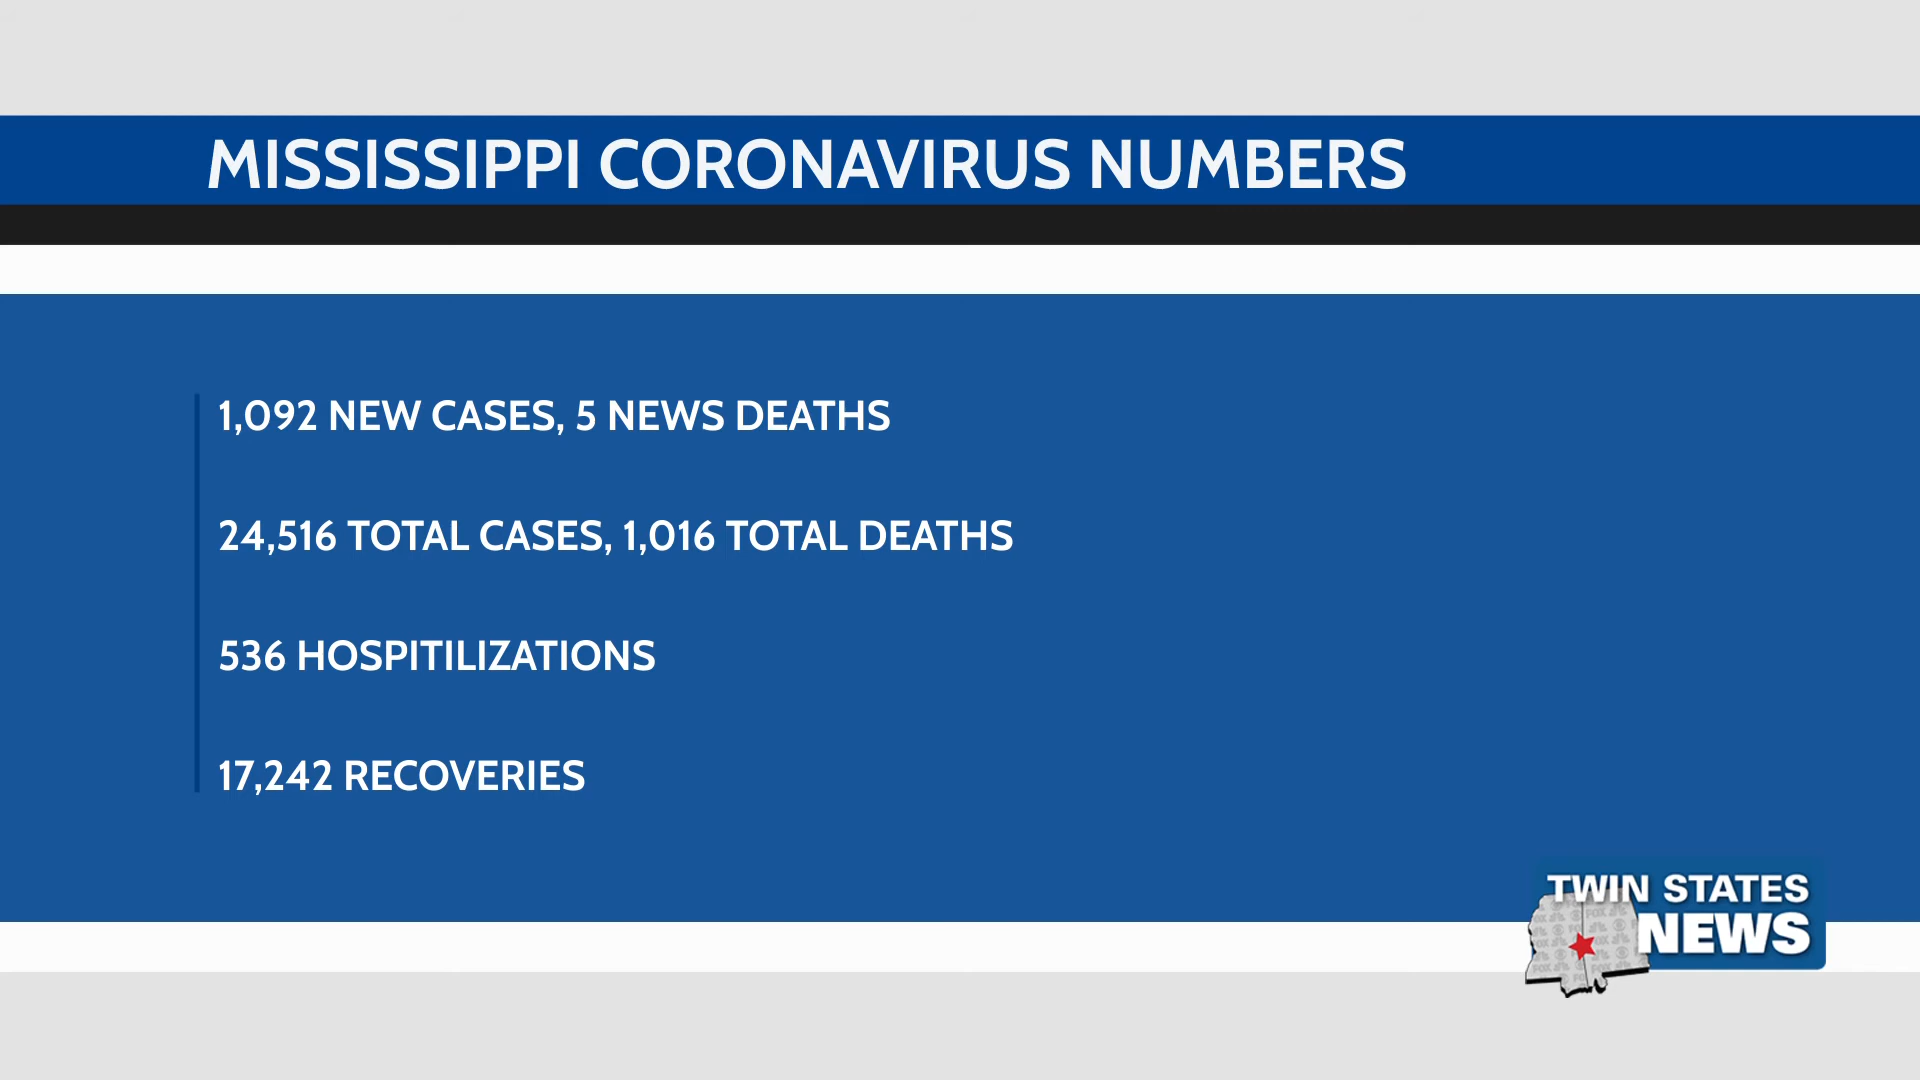 MISSISSIPPI CORONAVIRUS NUMBERS
1,092 NEW CASES, 5 NEWS DEATHS
24,516 TOTAL CASES, 1,016 TOTAL DEATHS
536 HOSPITILIZATIONS
17,242 RECOVERIES
TWIN STATES
NEWS